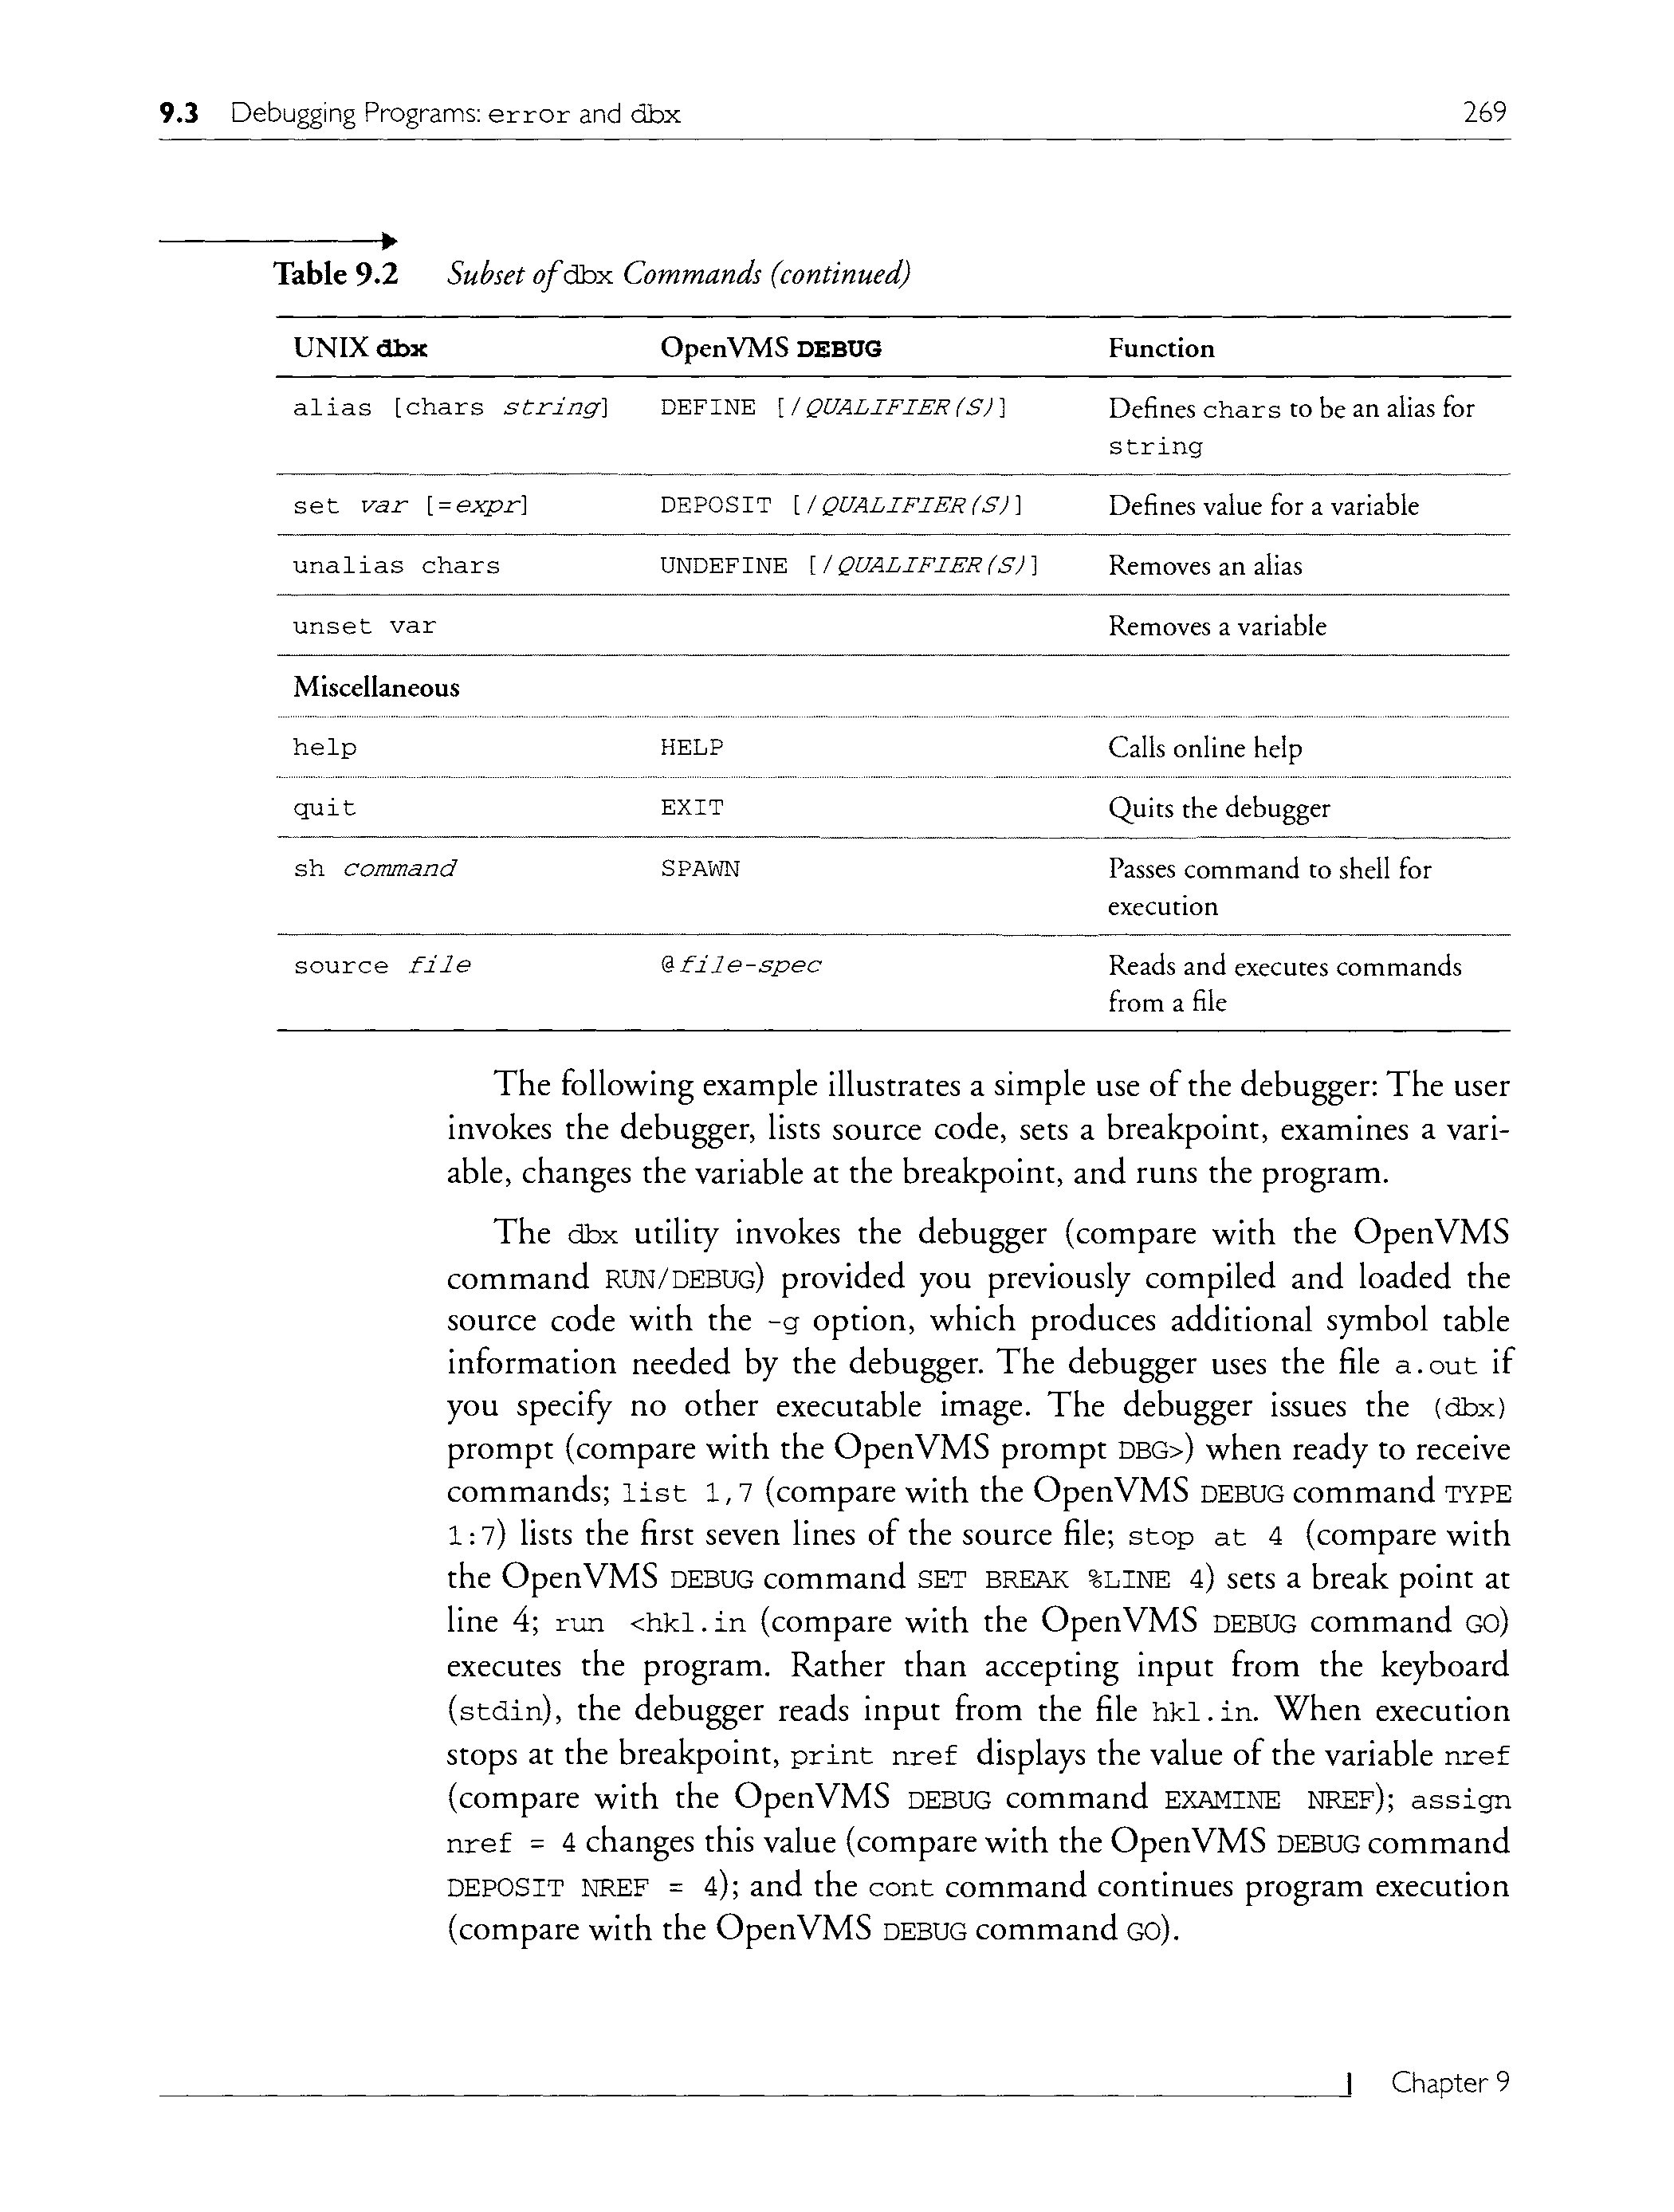 9.3 Debugging Programs: error and dbx 269
Table 9.2 Subset of dbx Commands (continued)
UNIX dbx OpenVMS DEBUG Function
alias [chars string] DEFINE [/QUALIFIER(S)] Defines chars to be an alias for
string
set var [=expr] DEPOSIT [/QUALIFIER(S)] Defines value for a variable
unalias chars UNDEFINE [/QUALIFIER(S)] Removes an alias
unset var Removes a variable
Miscellaneous
help HELP Calls online help
quit EXIT Quits the debugger
sh command SPAWN Passes command to shell for
execution
source file @file-spec Reads and executes commands
from a file
The following example illustrates a simple use of the debugger: The user
invokes the debugger, lists source code, sets a breakpoint, examines a vari-
able, changes the variable at the breakpoint, and runs the program.
The dbx utility invokes the debugger (compare with the OpenVMS
command RUN/DEBUG) provided you previously compiled and loaded the
source code with the -g option, which produces additional symbol table
information needed by the debugger. The debugger uses the file a.out if
you specify no other executable image. The debugger issues the (dbx)
prompt (compare with the OpenVMS prompt DBG>) when ready to receive
commands; list 1,7 (compare with the OpenVMS DEBUG command TYPE
1:7) lists the first seven lines of the source file; stop at 4 (compare with
the OpenVMS DEBUG command SET BREAK %LINE 4) sets a break point at
line 4; run <hkl.in (compare with the OpenVMS DEBUG command GO)
executes the program. Rather than accepting input from the keyboard
(stdin), the debugger reads input from the file hkl.in. When execution
stops at the breakpoint, print nref displays the value of the variable nref
(compare with the OpenVMS DEBUG command EXAMINE NREF); assign
nref = 4 changes this value (compare with the OpenVMS DEBUG command
DEPOSIT NREF = 4); and the cont command continues program execution
(compare with the OpenVMS DEBUG command GO).
Chapter 9